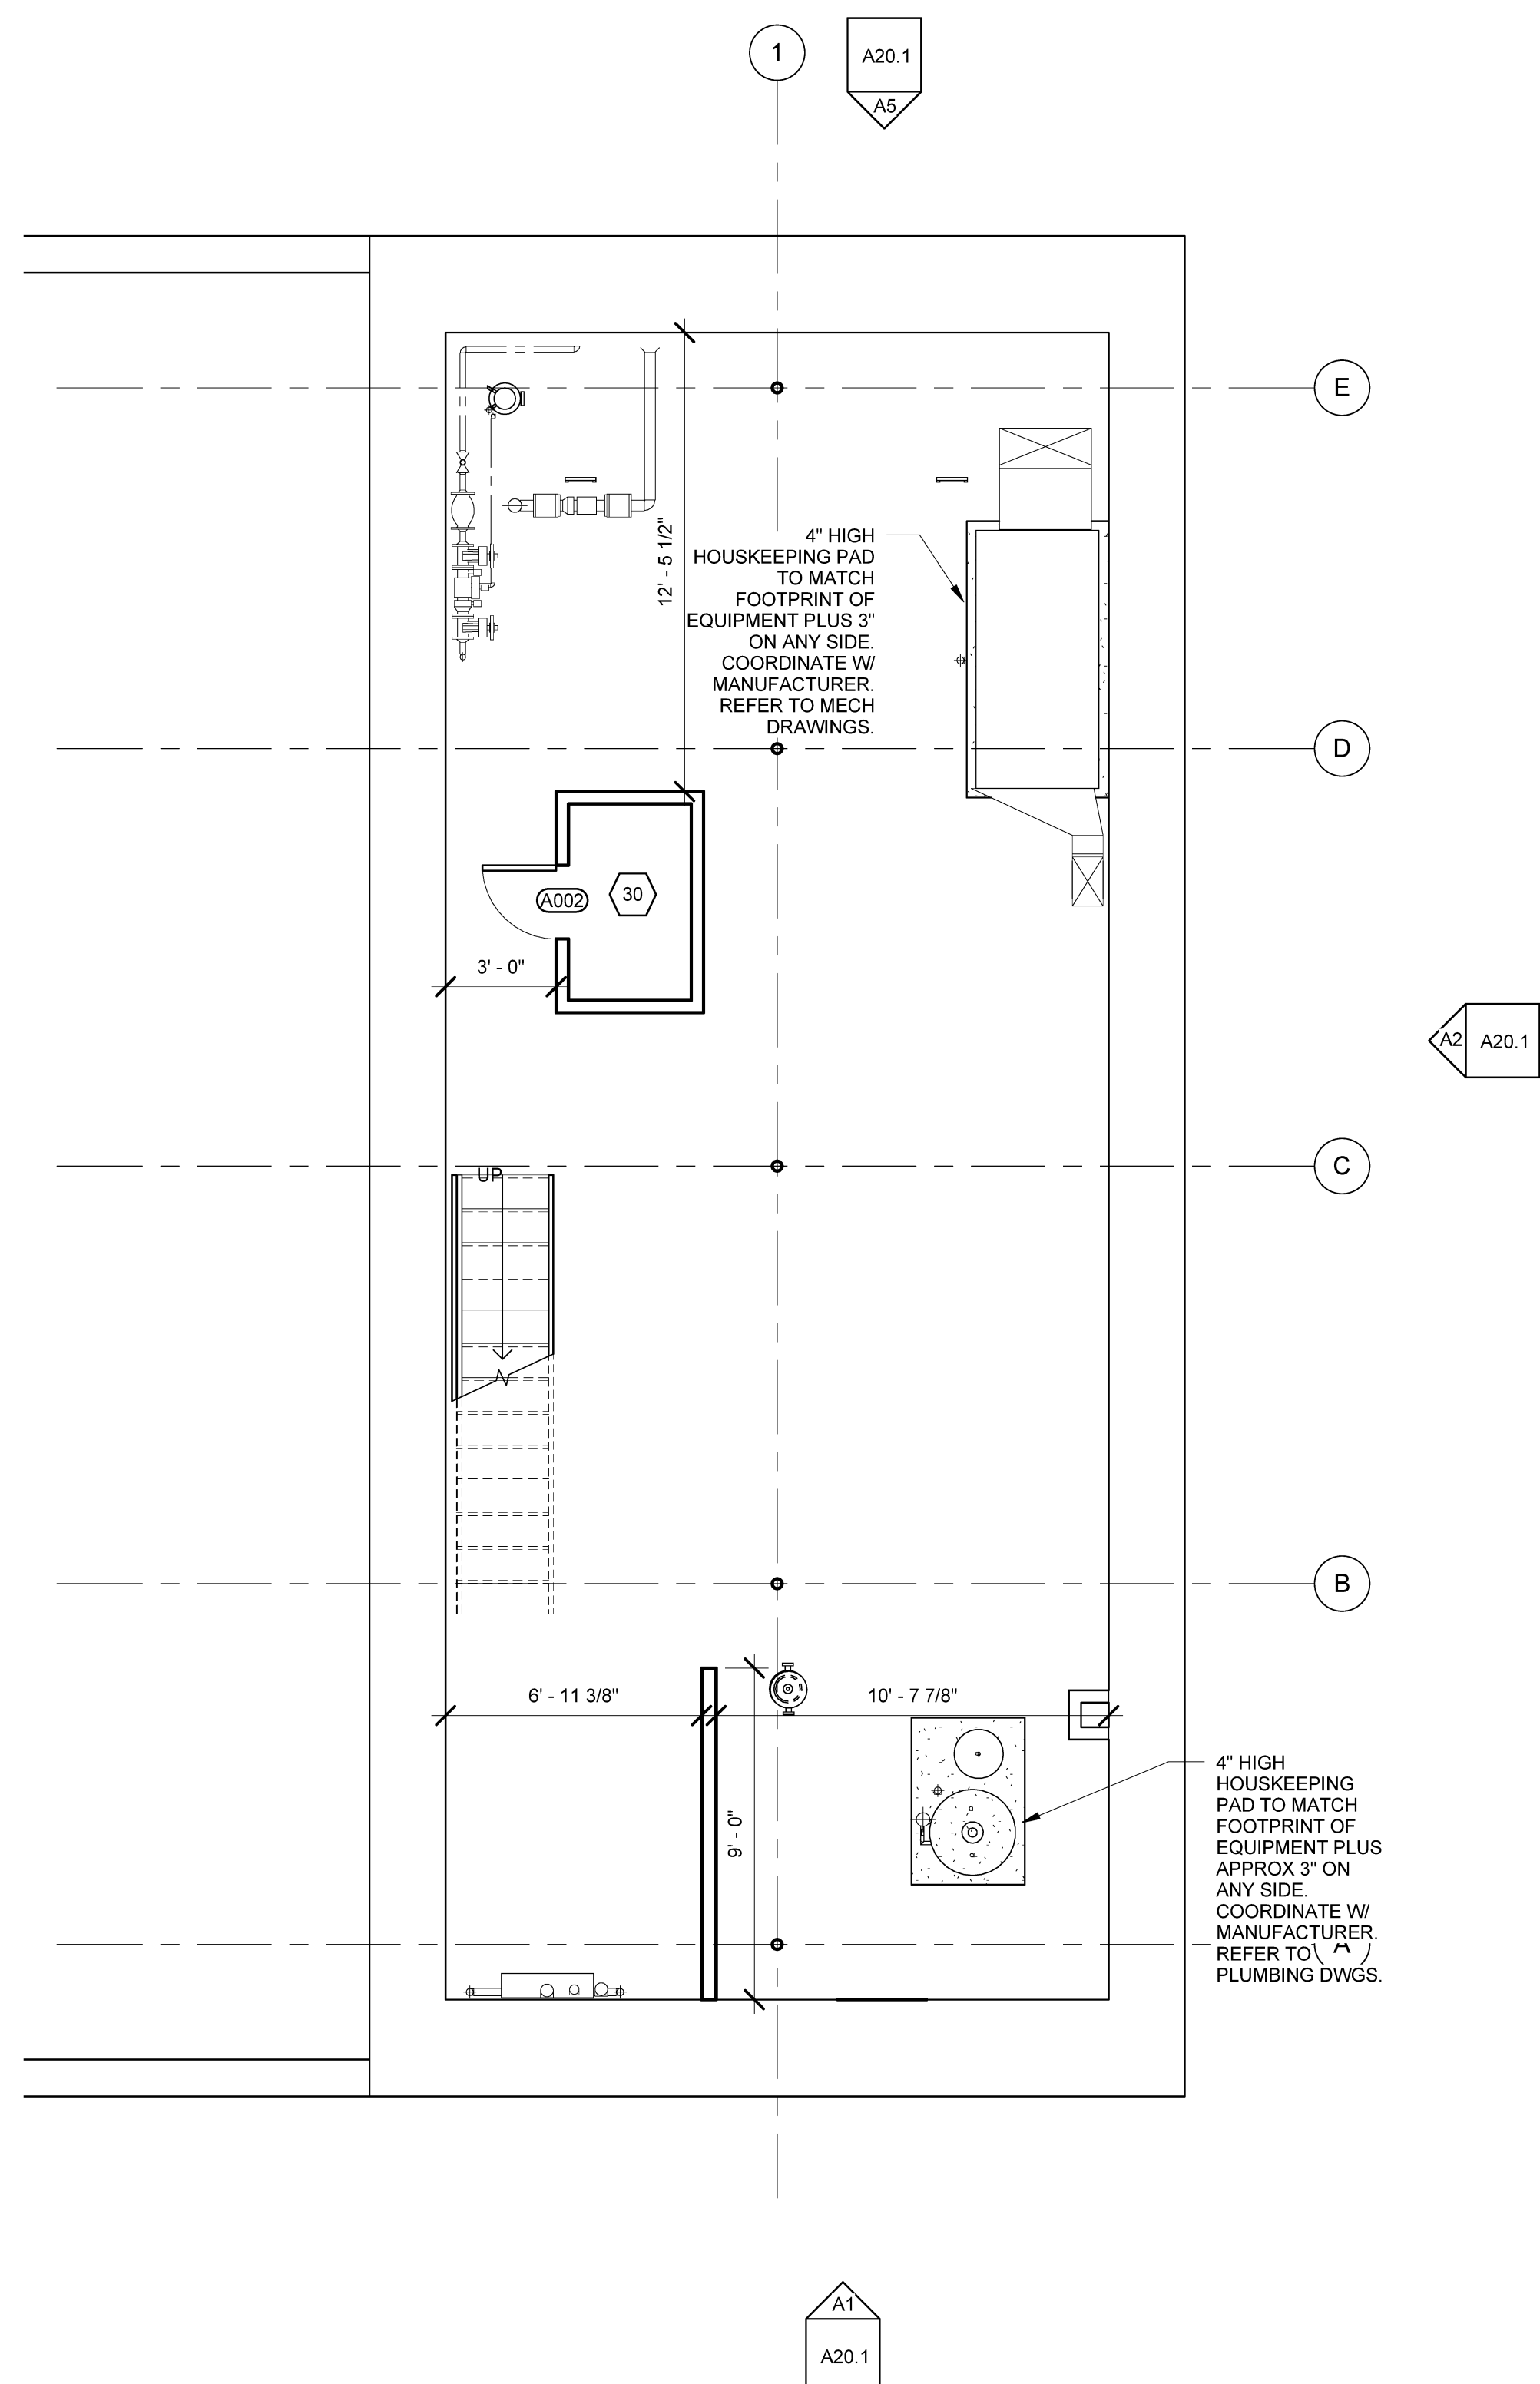 1
A20.1
A5
E
12' - 5 1/2"
4" HIGH
HOUSKEEPING PAD
TO MATCH
FOOTPRINT OF
EQUIPMENT PLUS 3"
ON ANY SIDE.
COORDINATE W/
MANUFACTURER.
REFER TO MECH
DRAWINGS.
D
A002
30
3' - 0"
A2
A20.1
C
UP
B
6' - 11 3/8"
10' - 7 7/8"
9' - 0"
4" HIGH
HOUSKEEPING
PAD TO MATCH
FOOTPRINT OF
EQUIPMENT PLUS
APPROX 3" ON
ANY SIDE.
COORDINATE W/
MANUFACTURER.
REFER TO
PLUMBING DWGS.
A
A1
A20.1